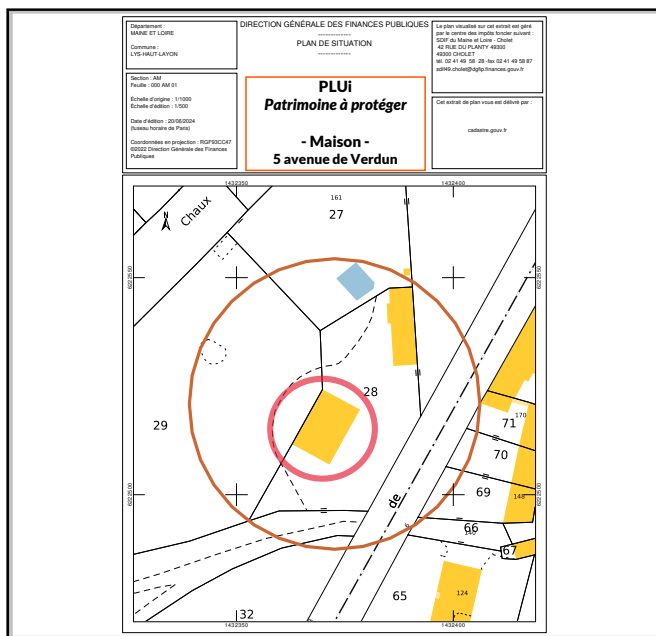 Département :
MAINE ET LOIRE
Commune :
LYS-HAUT-LAYON
Section : AM
Feuille : 000 AM 01
Échelle d'origine : 1/1000
Échelle d'édition : 1/500
Date d'édition : 20/06/2024
(fuseau horaire de Paris)
Coordonnées en projection : RGF93CC47
©2022 Direction Générale des Finances
Publiques
DIRECTION GÉNÉRALE DES FINANCES PUBLIQUES
-------------
PLAN DE SITUATION
-------------
PLUi
Patrimoine à protéger
- Maison -
5 avenue de Verdun
Le plan visualisé sur cet extrait est géré
par le centre des impôts foncier suivant :
SDIF du Maine et Loire - Cholet
42 RUE DU PLANTY 49300
49300 CHOLET
tél. 02 41 49 58 28 -fax 02 41 49 58 87
sdif49.cholet@dgfip.finances.gouv.fr
Cet extrait de plan vous est délivré par :
cadastre.gouv.fr
1432350
1432400
161
27
Chaux
N
6222550
6222550
28
29
170
71
70
69
148
6222500
6222500
de
66
140
67
65
124
32
1432350
1432400